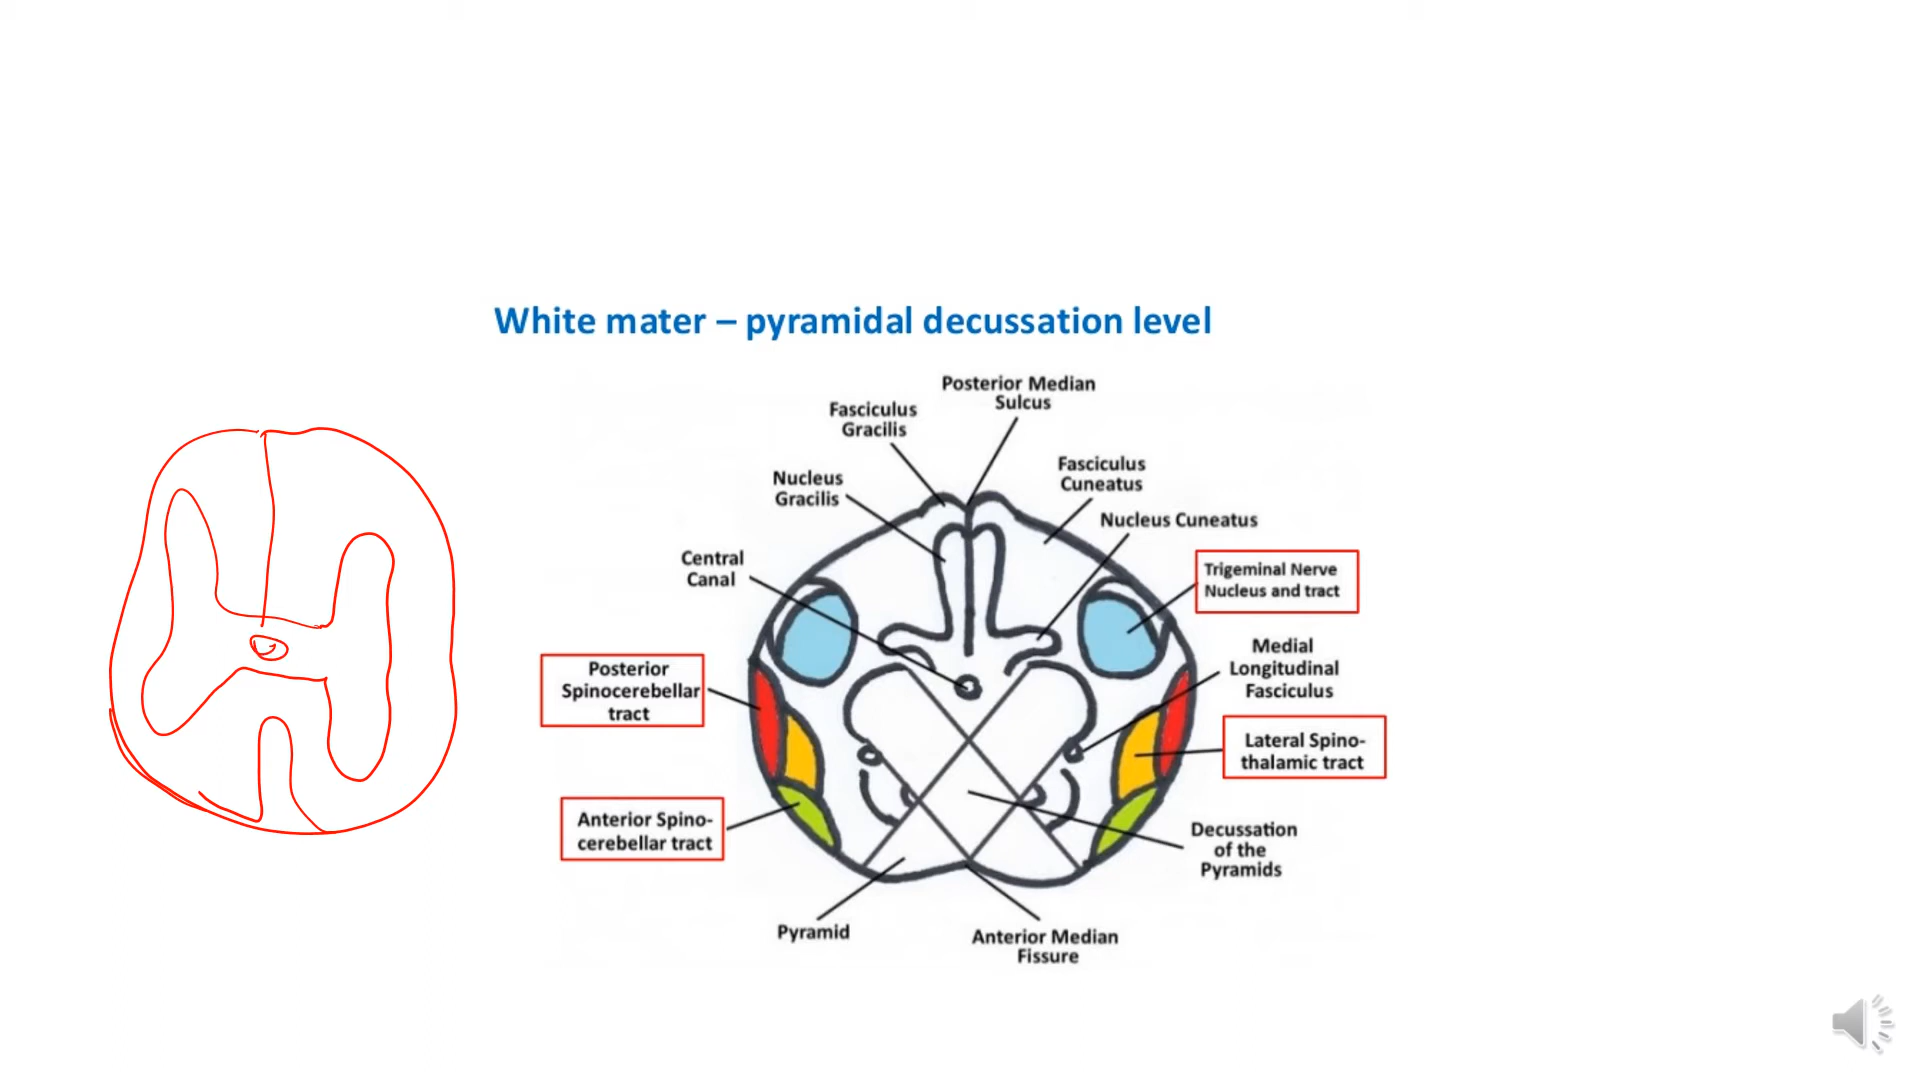 White mater – pyramidal decussation level
Posterior Median
Sulcus
Fasciculus
Gracilis
Fasciculus
Cuneatus
Nucleus
Gracilis
Nucleus Cuneatus
Central
Canal
Trigeminal Nerve
Nucleus and tract
Medial
Longitudinal
Fasciculus
Posterior
Spinocerebellar
tract
Lateral Spino-
thalamic tract
Anterior Spino-
cerebellar tract
Decussation
of the
Pyramids
Pyramid
Anterior Median
Fissure